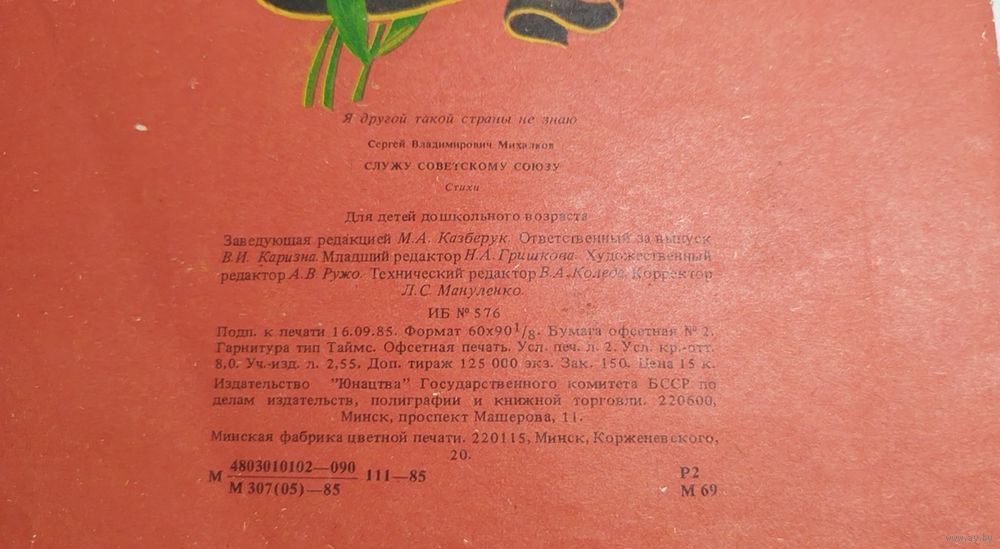 Я другой такой страны не знаю
Сергей Владимирович Михалков
СЛУЖУ СОВЕТСКОМУ СОЮЗУ
Стихи
Для детей дошкольного возраста
Заведующая редакцией М.А. Казберук. Ответственный за выпуск
В.И. Каризна. Младший редактор Н.А. Гришкова. Художественный
редактор А.В. Ружо. Технический редактор В.А. Коледа. Корректор
Л.С. Мануленко.
ИБ № 576
Подп. к печати 16.09.85. Формат 60х90 1/8. Бумага офсетная № 2.
Гарнитура тип Таймс. Офсетная печать. Усл. печ. л. 2. Усл. кр.-отт.
8,0. Уч.-изд. л. 2,55. Доп. тираж 125 000 экз. Зак. 150. Цена 15 к.
Издательство "Юнацтва" Государственного комитета БССР по
делам издательств, полиграфии и книжной торговли. 220600,
Минск, проспект Машерова, 11.
Минская фабрика цветной печати. 220115, Минск, Корженевского,
20.
М 4803010102—090 111—85
М 307(05)—85
Р2
М 69
www.ay.by